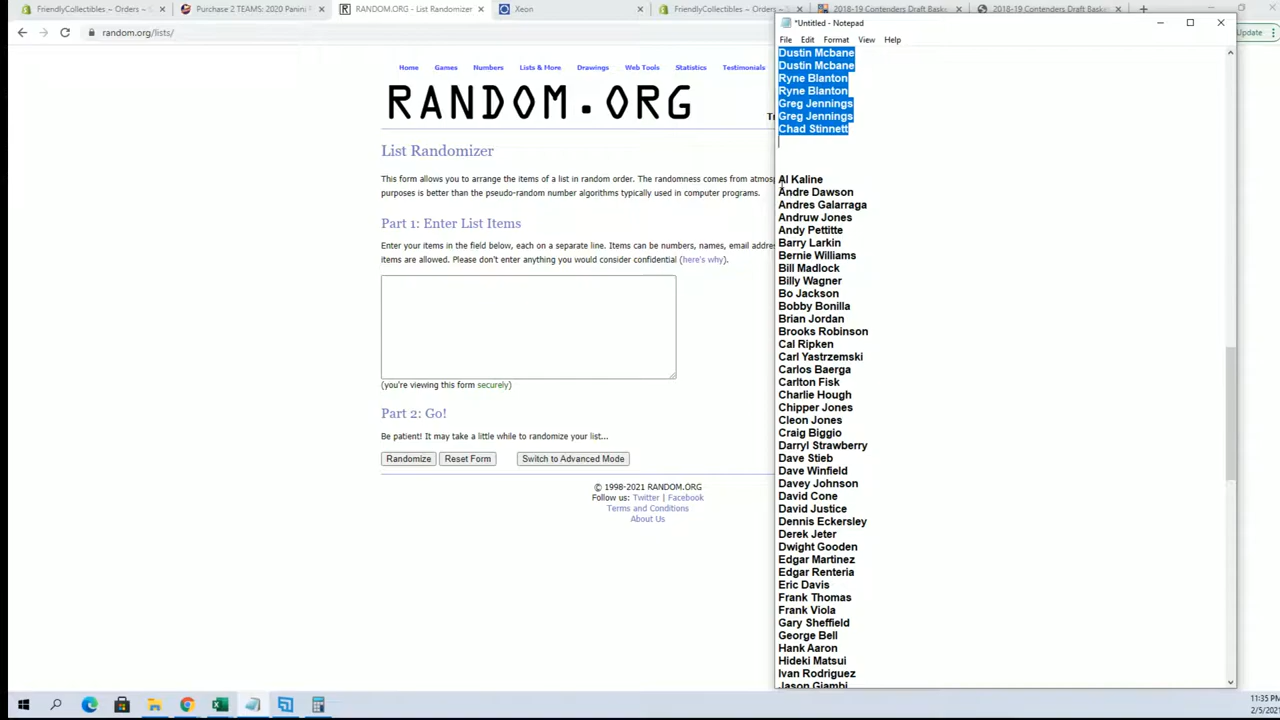 FriendlyCollectibles ~ Orders ~
Purchase 2 TEAMS: 2020 Panini
RANDOM.ORG - List Randomizer
Xeon
FriendlyCollectibles ~ Orders ~
2018-19 Contenders Draft Bask
2018-19 Contenders Draft Baske
random.org/lists/
Update
*Untitled - Notepad
File Edit Format View Help
Home Games Numbers Lists & More Drawings Web Tools Statistics Testimonials
RANDOM.ORG
List Randomizer
This form allows you to arrange the items of a list in random order. The randomness comes from atmosp
purposes is better than the pseudo-random number algorithms typically used in computer programs.
Part 1: Enter List Items
Enter your items in the field below, each on a separate line. Items can be numbers, names, email addre
items are allowed. Please don't enter anything you would consider confidential (here's why).
(you're viewing this form securely)
Part 2: Go!
Be patient! It may take a little while to randomize your list...
Randomize Reset Form Switch to Advanced Mode
© 1998-2021 RANDOM.ORG
Follow us: Twitter | Facebook
Terms and Conditions
About Us
Dustin Mcbane
Dustin Mcbane
Ryne Blanton
Ryne Blanton
Greg Jennings
Greg Jennings
Chad Stinnett
Al Kaline
Andre Dawson
Andres Galarraga
Andruw Jones
Andy Pettitte
Barry Larkin
Bernie Williams
Bill Madlock
Billy Wagner
Bo Jackson
Bobby Bonilla
Brian Jordan
Brooks Robinson
Cal Ripken
Carl Yastrzemski
Carlos Baerga
Carlton Fisk
Charlie Hough
Chipper Jones
Cleon Jones
Craig Biggio
Darryl Strawberry
Dave Stieb
Dave Winfield
Davey Johnson
David Cone
David Justice
Dennis Eckersley
Derek Jeter
Dwight Gooden
Edgar Martinez
Edgar Renteria
Eric Davis
Frank Thomas
Frank Viola
Gary Sheffield
George Bell
Hank Aaron
Hideki Matsui
Ivan Rodriguez
Jason Giambi
11:35 PM
2/5/2021